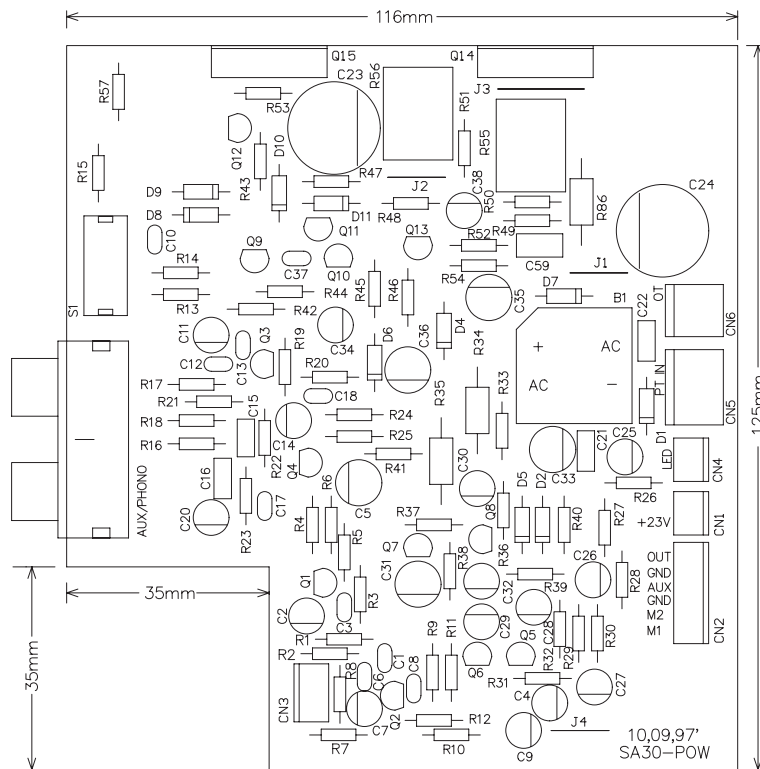 116mm
Q15
Q14
R57
C23
R56
R51
J3
R53
R55
Q12
D10
R15
R43
R47
J2
C38
D9
D8
D11
R48
R50
R49
R86
C24
C10
Q11
Q13
R52
R54
C59
R14
Q9
C37
Q10
R45
R46
J1
D7
B1
C22
OT
CN6
R13
R44
R42
S1
C11
Q3
R19
C34
D6
C36
D4
C35
R34
+
AC
AC
-
PT IN
CN5
C12
C13
R20
R17
R35
R33
R21
C18
C15
R24
R18
C14
R25
R16
R22
Q4
R41
D1
C33
C21
C25
LED
CN4
AUX/PHONO
C16
R6
C30
R26
C20
R23
C17
R4
C5
Q8
D5
D2
R40
R27
+23V
CN1
R5
R37
Q7
R38
R36
125mm
OUT
GND
AUX
GND
M2
M1
CN2
35mm
Q1
R3
C31
C32
R39
C26
R28
C2
C3
C29
C28
R1
R2
R9
R11
Q5
R32
R29
R30
35mm
C1
R8
C6
C8
Q6
R31
C27
CN3
C7
Q2
C4
R12
R7
R10
C9
J4
10,09,97'
SA30-POW